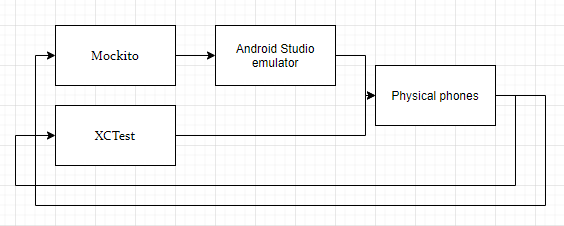 Mockito
Android Studio
emulator
Physical phones
XCTest